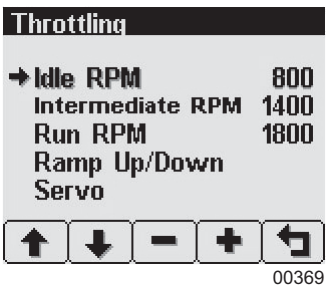 Throttling
Idle RPM 800
Intermediate RPM 1400
Run RPM 1800
Ramp Up/Down
Servo
00369